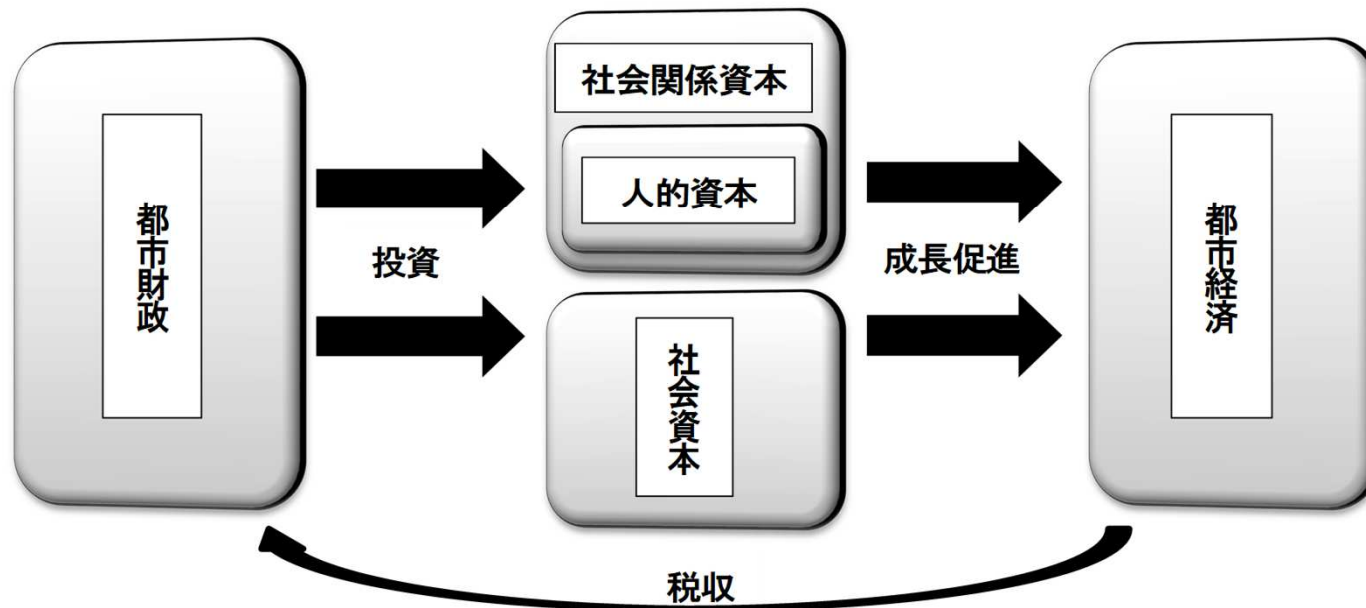 都市財政
投資
社会関係資本
人的資本
社会資本
成長促進
都市経済
税収